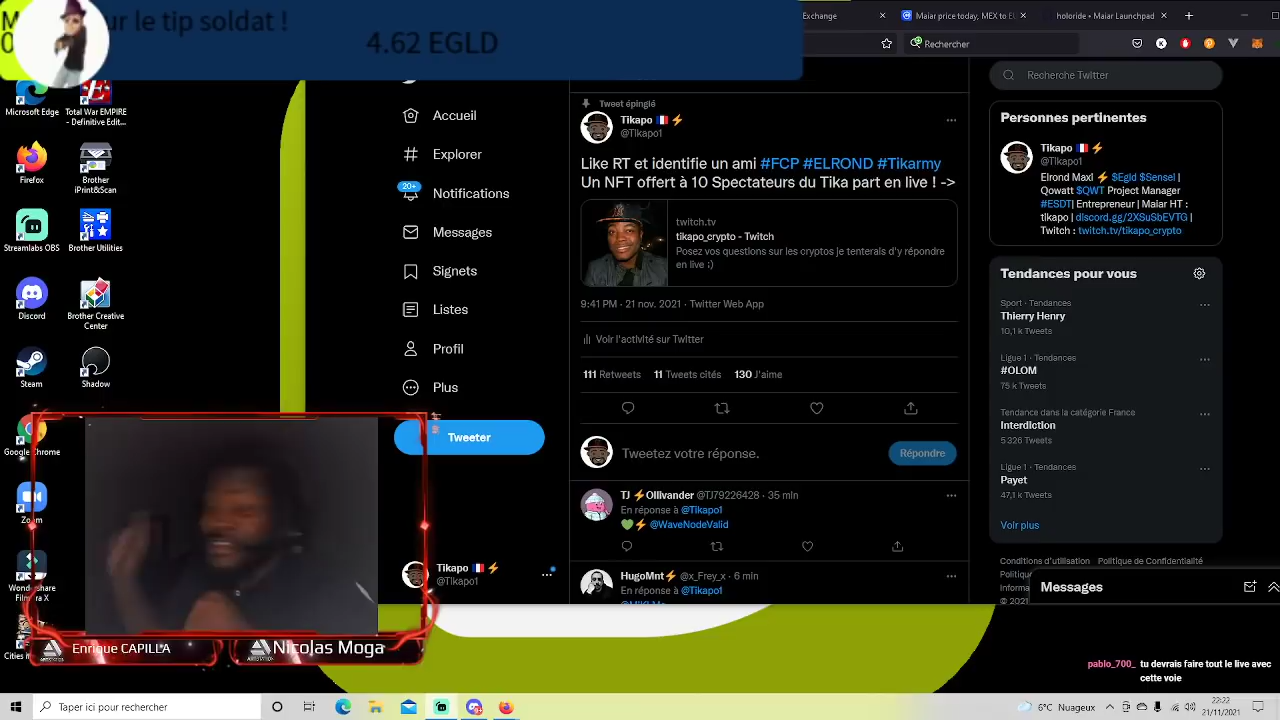 ur le tip soldat !
4.62 EGLD
Exchange
Maiar price today, MEX to E
holoride • Maiar Launchpad
Rechercher
Microsoft Edge
Total War EMPIRE
- Definitive Edit...
Firefox
Brother
iPrint&Scan
Streamlabs OBS
Brother Utilities
Discord
Brother Creative
Center
Steam
Shadow
Google Chrome
Zoom
Wondershare
Filmora X
Cities
Accueil
Explorer
20+
Notifications
Messages
Signets
Listes
Profil
Plus
Tweeter
Tikapo 🇫🇷 ⚡
@Tikapo1
Tweet épinglé
Tikapo 🇫🇷 ⚡
@Tikapo1
Like RT et identifie un ami #FCP #ELROND #Tikarmy
Un NFT offert à 10 Spectateurs du Tika part en live ! ->
twitch.tv
tikapo_crypto - Twitch
Posez vos questions sur les cryptos je tenterais d'y répondre
en live ;)
9:41 PM · 21 nov. 2021 · Twitter Web App
Voir l'activité sur Twitter
111 Retweets 11 Tweets cités 130 J'aime
Tweetez votre réponse.
Répondre
TJ ⚡Ollivander @TJ79226428 · 35 min
En réponse à @Tikapo1
💚⚡ @WaveNodeValid
HugoMnt⚡ @x_Frey_x · 6 min
En réponse à @Tikapo1
Recherche Twitter
Personnes pertinentes
Tikapo 🇫🇷 ⚡
@Tikapo1
Elrond Maxi ⚡ $Egld $Sensel |
Qowatt $QWT Project Manager
#ESDT| Entrepreneur | Maiar HT :
tikapo | discord.gg/2XSuSbEVTG |
Twitch : twitch.tv/tikapo_crypto
Tendances pour vous
Sport · Tendances
Thierry Henry
10,1 k Tweets
Ligue 1 · Tendances
#OLOM
75 k Tweets
Tendance dans la catégorie France
Interdiction
5 326 Tweets
Ligue 1 · Tendances
Payet
47,1 k Tweets
Voir plus
Conditions d'utilisation Politique de Confidentialité
© 2021
Messages
Enrique CAPILLA
Nicolas Moga
pablo_700_ tu devrais faire tout le live avec
cette voie
Taper ici pour rechercher
6°C Nuageux
22:22
21/11/2021